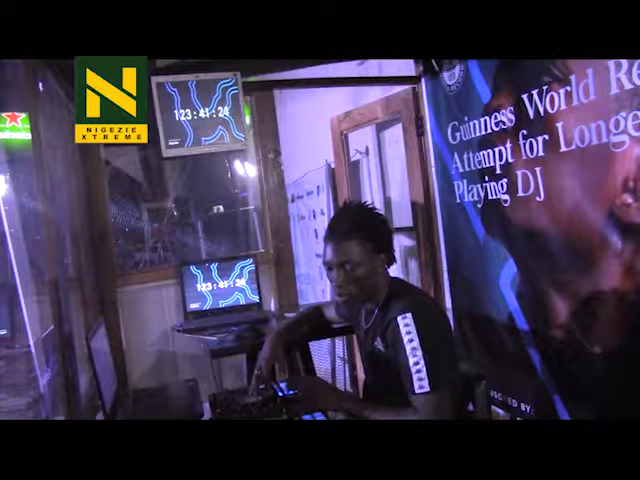 N
NIGEZIE
XTREME
123:41:24
123:41:24
Guinness World Re
Attempt for Longe
Playing DJ